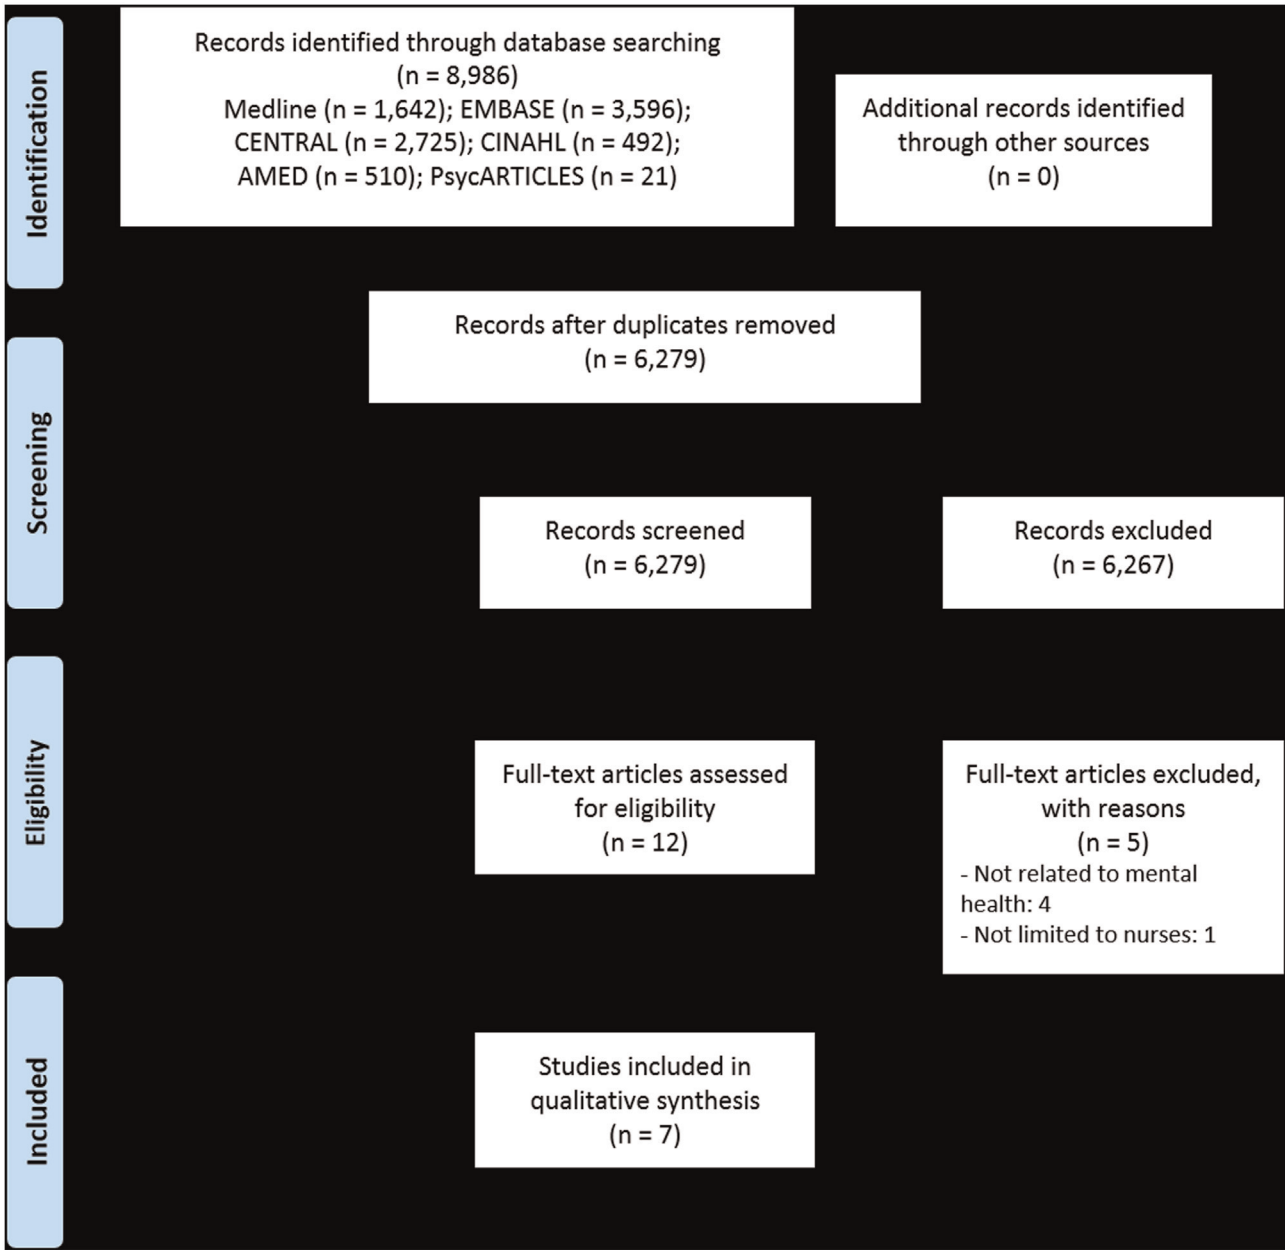 Identification
Records identified through database searching
(n = 8,986)
Medline (n = 1,642); EMBASE (n = 3,596);
CENTRAL (n = 2,725); CINAHL (n = 492);
AMED (n = 510); PsycARTICLES (n = 21)
Additional records identified
through other sources
(n = 0)
Records after duplicates removed
(n = 6,279)
Screening
Records screened
(n = 6,279)
Records excluded
(n = 6,267)
Eligibility
Full-text articles assessed
for eligibility
(n = 12)
Full-text articles excluded,
with reasons
(n = 5)
- Not related to mental
health: 4
- Not limited to nurses: 1
Included
Studies included in
qualitative synthesis
(n = 7)